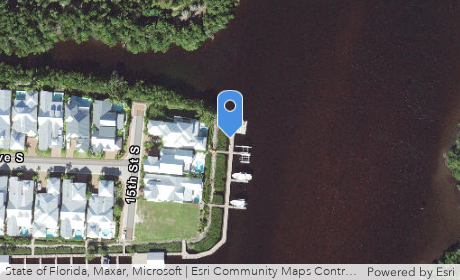 ve S
15th St S
State of Florida, Maxar, Microsoft | Esri Community Maps Contr... Powered by Esri